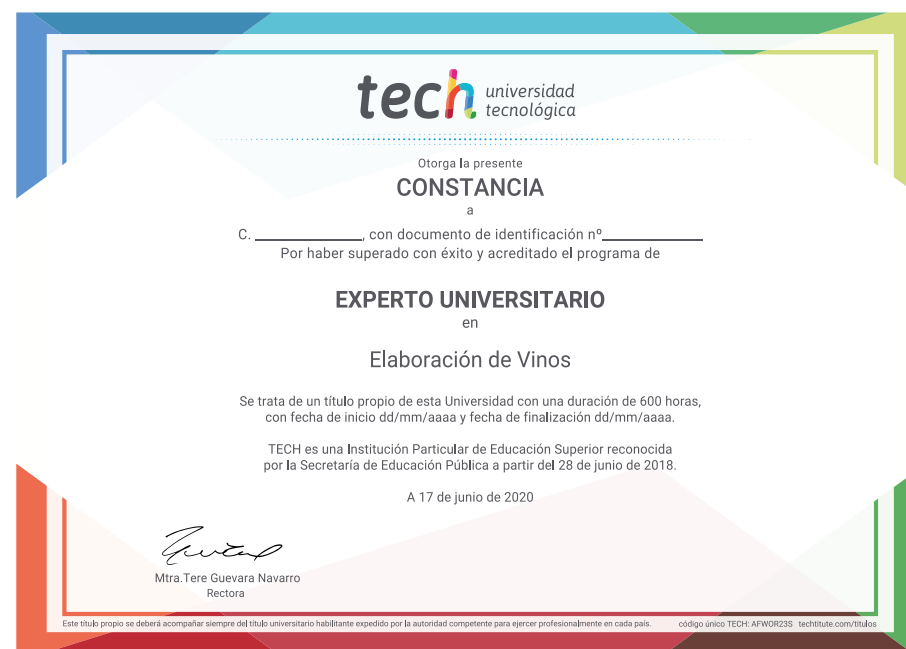 tech universidad
tecnológica
Otorga la presente
CONSTANCIA
a
C. ____________, con documento de identificación nº____________
Por haber superado con éxito y acreditado el programa de
EXPERTO UNIVERSITARIO
en
Elaboración de Vinos
Se trata de un título propio de esta Universidad con una duración de 600 horas,
con fecha de inicio dd/mm/aaaa y fecha de finalización dd/mm/aaaa.
TECH es una Institución Particular de Educación Superior reconocida
por la Secretaría de Educación Pública a partir del 28 de junio de 2018.
A 17 de junio de 2020
Mtra.Tere Guevara Navarro
Rectora
Este título propio se deberá acompañar siempre del título universitario habilitante expedido por la autoridad competente para ejercer profesionalmente en cada país. código único TECH: AFWOR23S techtitute.com/titulos